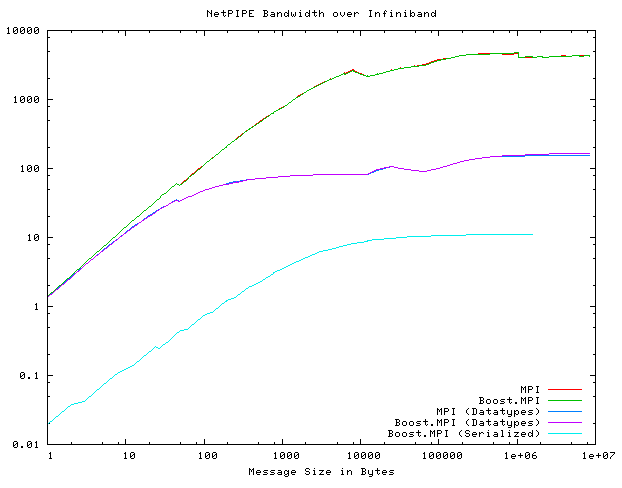 NetPIPE Bandwidth over Infiniband
10000
1000
100
10
1
0.1
0.01
MPI
Boost.MPI
MPI (Datatypes)
Boost.MPI (Datatypes)
Boost.MPI (Serialized)
1 10 100 1000 10000 100000 1e+06 1e+07
Message Size in Bytes